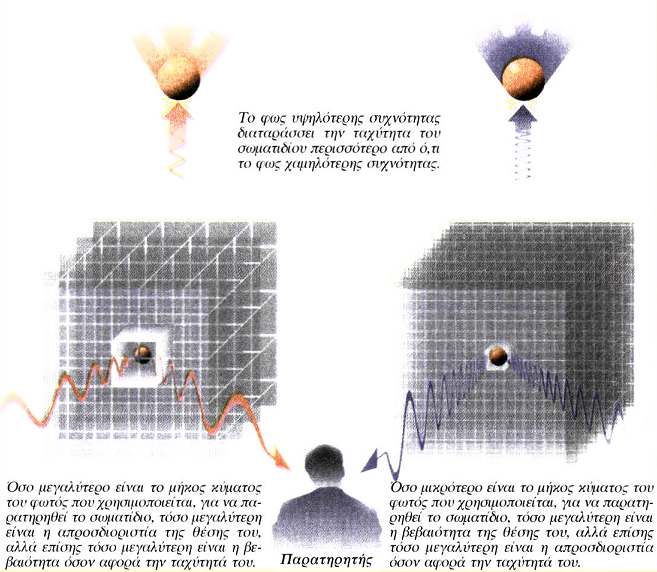 Το φως υψηλότερης συχνότητας
διαταράσσει την ταχύτητα του
σωματιδίου περισσότερο από ό,τι
το φως χαμηλότερης συχνότητας.
Όσο μεγαλύτερο είναι το μήκος κύματος
του φωτός που χρησιμοποιείται, για να πα-
ρατηρηθεί το σωματίδιο, τόσο μεγαλύτερη
είναι η απροσδιοριστία της θέσης του,
αλλά επίσης τόσο μεγαλύτερη είναι η βε-
βαιότητα όσον αφορά την ταχύτητά του.
Παρατηρητής
Όσο μικρότερο είναι το μήκος κύματος του
φωτός που χρησιμοποιείται, για να παρατη-
ρηθεί το σωματίδιο, τόσο μεγαλύτερη είναι
η βεβαιότητα της θέσης του, αλλά επίσης
τόσο μεγαλύτερη είναι η απροσδιοριστία
όσον αφορά την ταχύτητά του.